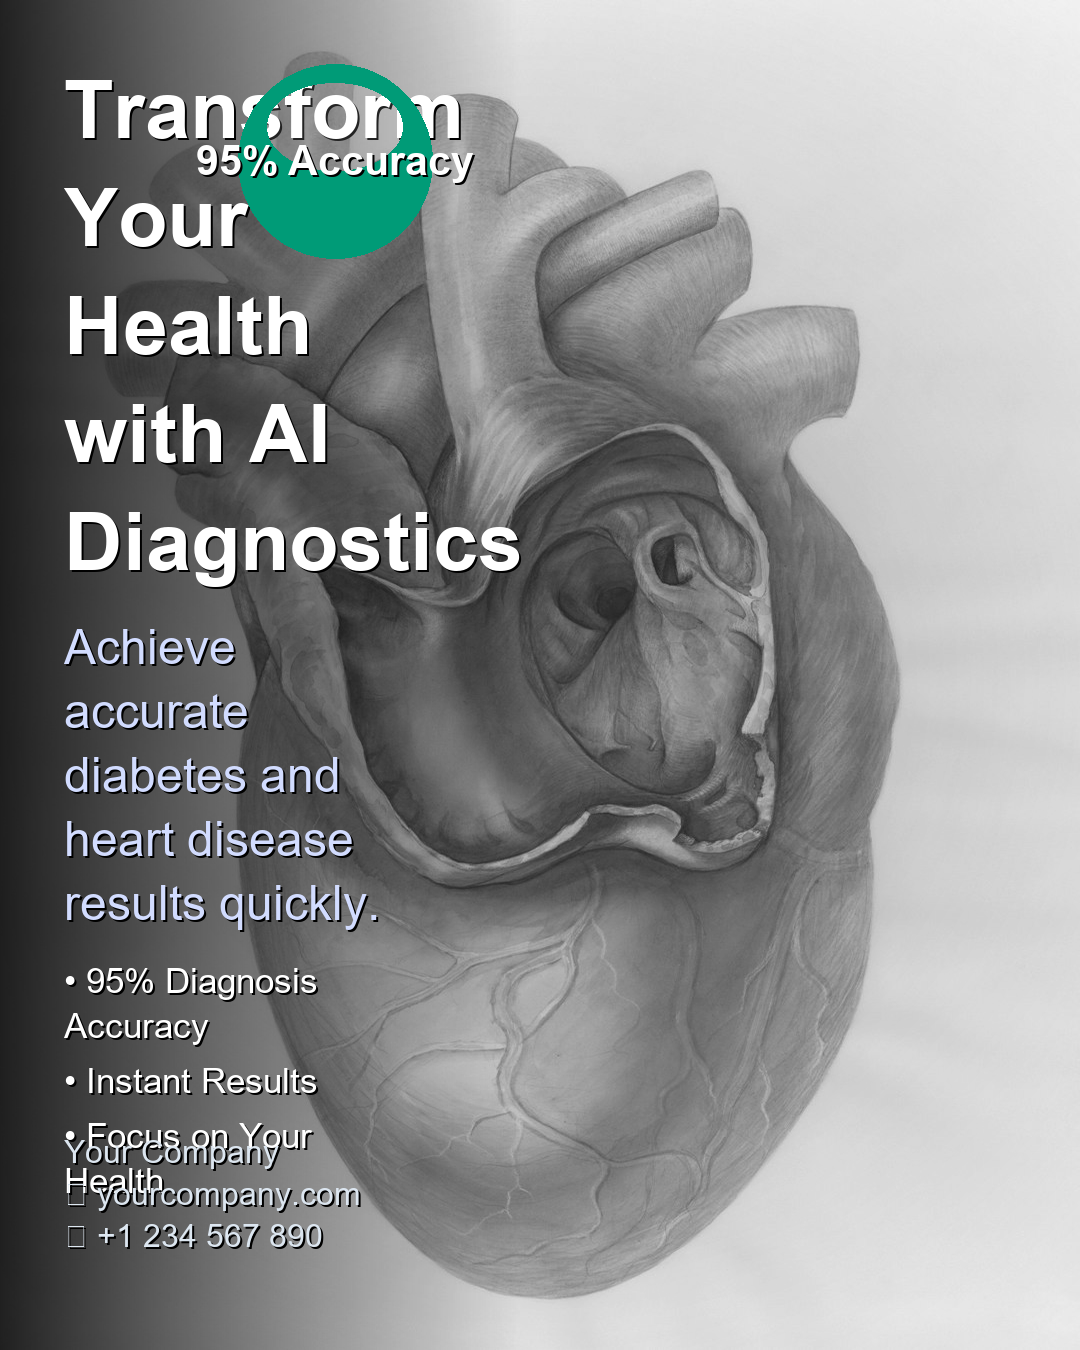 Transform
95% Accuracy
Your
Health
with AI
Diagnostics
Achieve
accurate
diabetes and
heart disease
results quickly.
• 95% Diagnosis
Accuracy
• Instant Results
• Focus on Your
Health
Your Company
yourcompany.com
+1 234 567 890